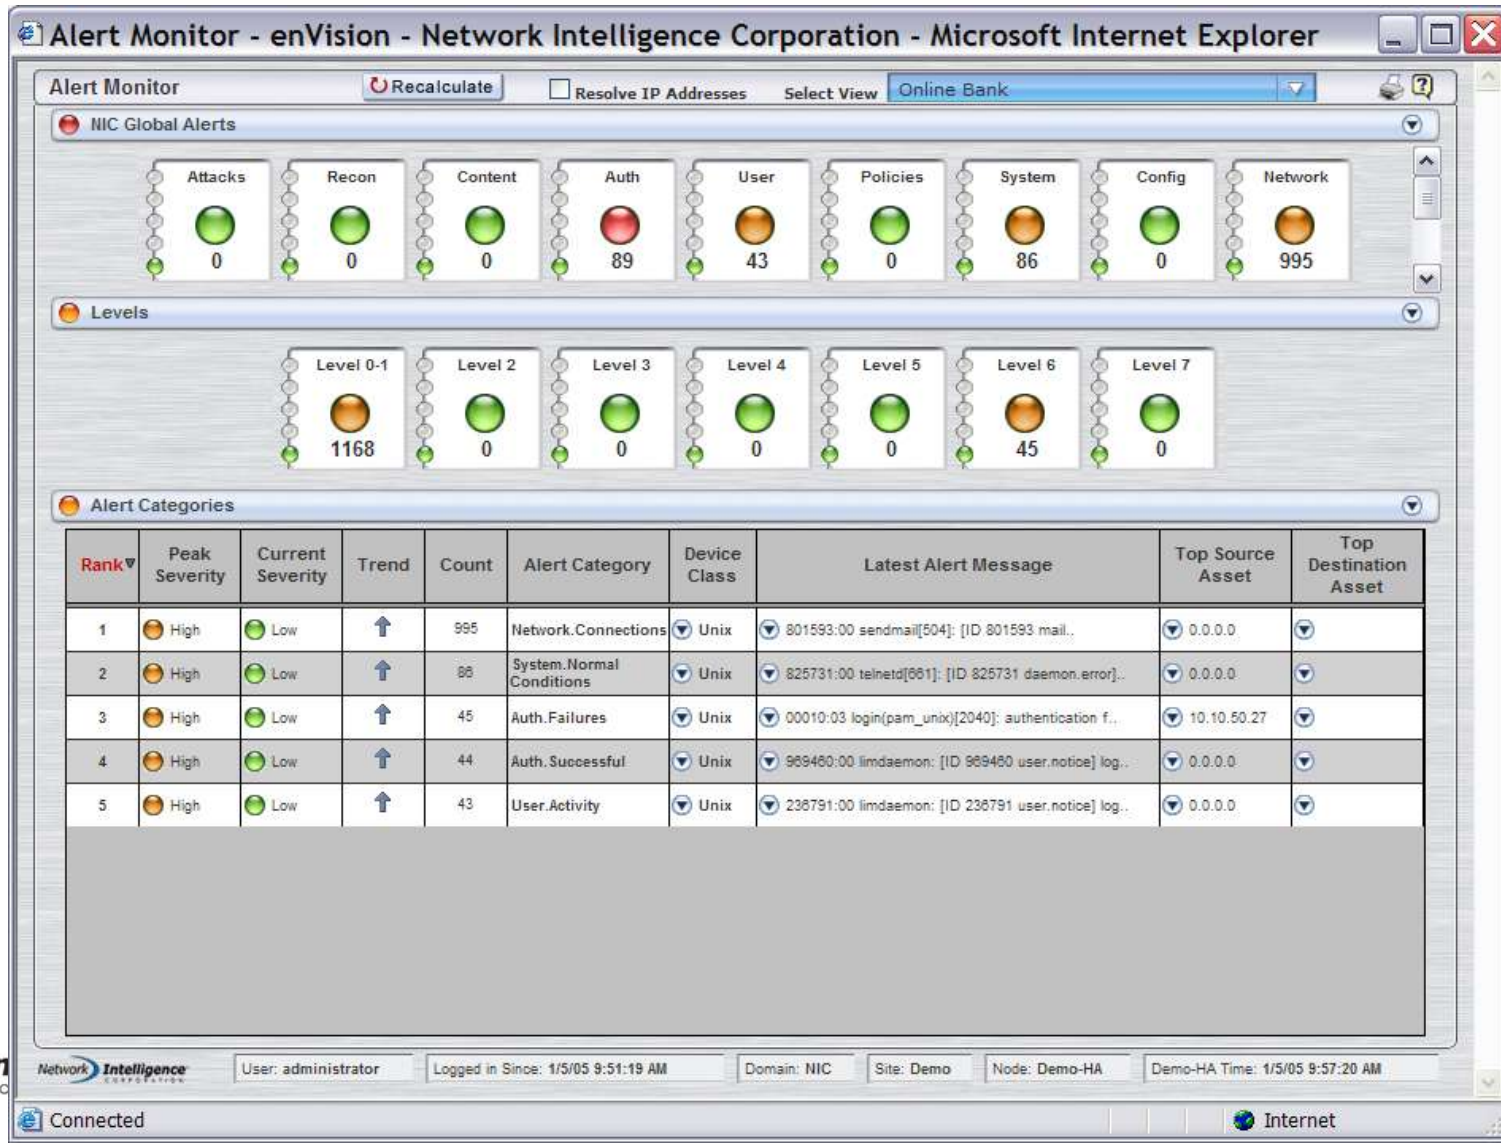 Alert Monitor - enVision - Network Intelligence Corporation - Microsoft Internet Explorer
Alert Monitor
Recalculate
Resolve IP Addresses
Select View
Online Bank
NIC Global Alerts
Attacks Recon Content Auth User Policies System Config Network
0 0 0 89 43 0 86 0 995
Levels
Level 0-1 Level 2 Level 3 Level 4 Level 5 Level 6 Level 7
1168 0 0 0 0 45 0
Alert Categories
Rank Peak Severity Current Severity Trend Count Alert Category Device Class Latest Alert Message Top Source Asset Top Destination Asset
1 High Low 995 Network.Connections Unix 801593:00 sendmail[504]: [ID 801593 mail.. 0.0.0.0
2 High Low 86 System.Normal Conditions Unix 825731:00 telnetd[661]: [ID 825731 daemon.error].. 0.0.0.0
3 High Low 45 Auth.Failures Unix 00010:03 login(pam_unix)[2040]: authentication f.. 10.10.50.27
4 High Low 44 Auth.Successful Unix 969460:00 limdaemon: [ID 969460 user.notice] log.. 0.0.0.0
5 High Low 43 User.Activity Unix 236791:00 limdaemon: [ID 236791 user.notice] log.. 0.0.0.0
Network Intelligence
CORPORATION
User: administrator
Logged in Since: 1/5/05 9:51:19 AM
Domain: NIC
Site: Demo
Node: Demo-HA
Demo-HA Time: 1/5/05 9:57:20 AM
Connected
Internet